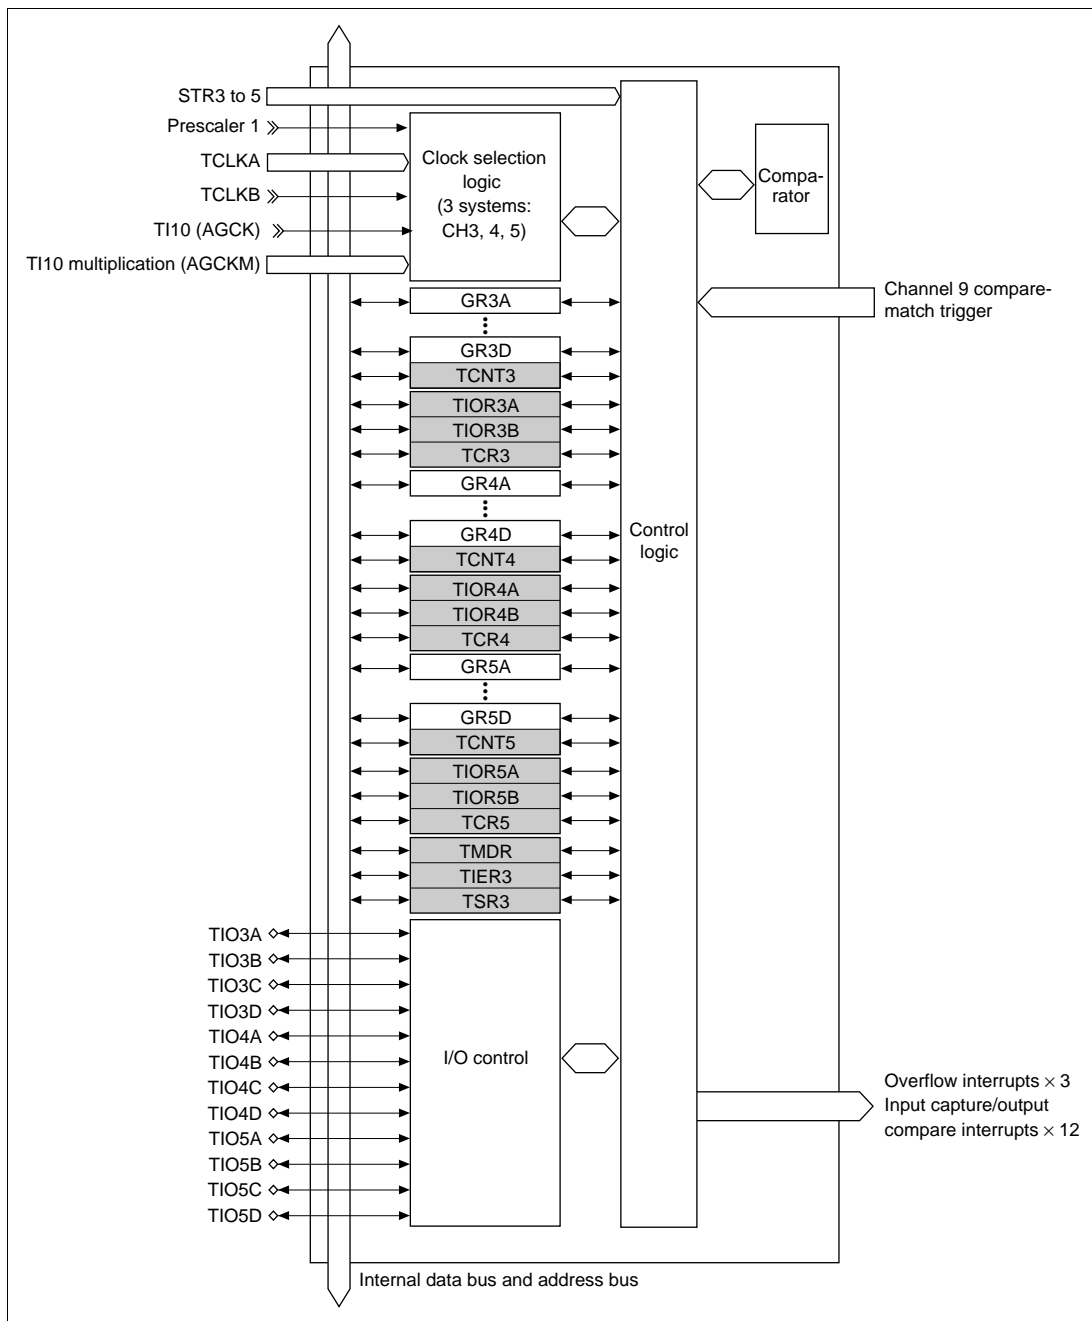 STR3 to 5
Prescaler 1
TCLKA
TCLKB
TI10 (AGCK)
TI10 multiplication (AGCKM)
Clock selection
logic
(3 systems:
CH3, 4, 5)
Compa-
rator
Channel 9 compare-
match trigger
GR3A
GR3D
TCNT3
TIOR3A
TIOR3B
TCR3
GR4A
GR4D
TCNT4
TIOR4A
TIOR4B
TCR4
GR5A
GR5D
TCNT5
TIOR5A
TIOR5B
TCR5
TMDR
TIER3
TSR3
Control
logic
TIO3A
TIO3B
TIO3C
TIO3D
TIO4A
TIO4B
TIO4C
TIO4D
TIO5A
TIO5B
TIO5C
TIO5D
I/O control
Overflow interrupts × 3
Input capture/output
compare interrupts × 12
Internal data bus and address bus